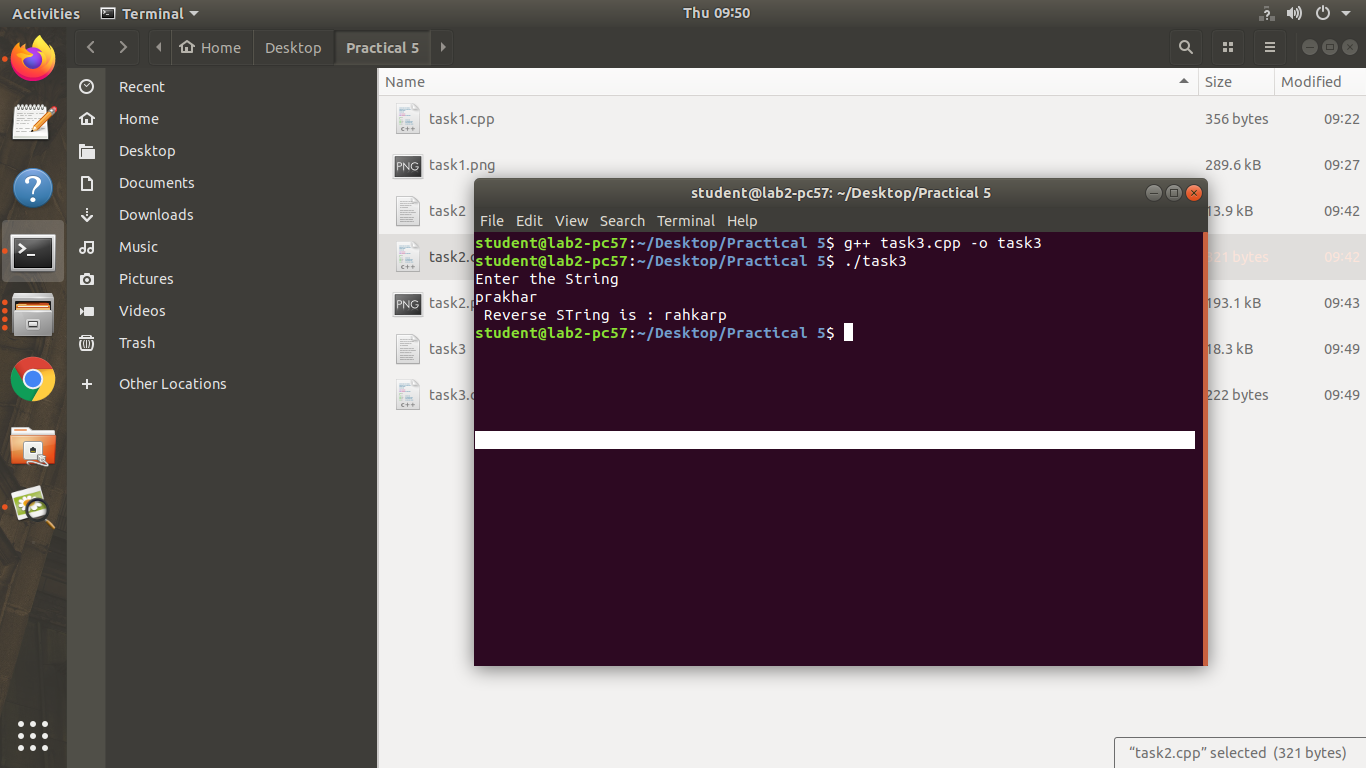 Activities Terminal Thu 09:50
Home Desktop Practical 5
Recent
Home
Desktop
Documents
Downloads
Music
Pictures
Videos
Trash
Other Locations
Name Size Modified
task1.cpp 356 bytes 09:22
task1.png 289.6 kB 09:27
task2 13.9 kB 09:42
task2.c 321 bytes 09:42
task2.p 193.1 kB 09:43
task3 18.3 kB 09:49
task3.c 222 bytes 09:49
student@lab2-pc57: ~/Desktop/Practical 5
File Edit View Search Terminal Help
student@lab2-pc57:~/Desktop/Practical 5$ g++ task3.cpp -o task3
student@lab2-pc57:~/Desktop/Practical 5$ ./task3
Enter the String
prakhar
Reverse STring is : rahkarp
student@lab2-pc57:~/Desktop/Practical 5$
“task2.cpp” selected (321 bytes)